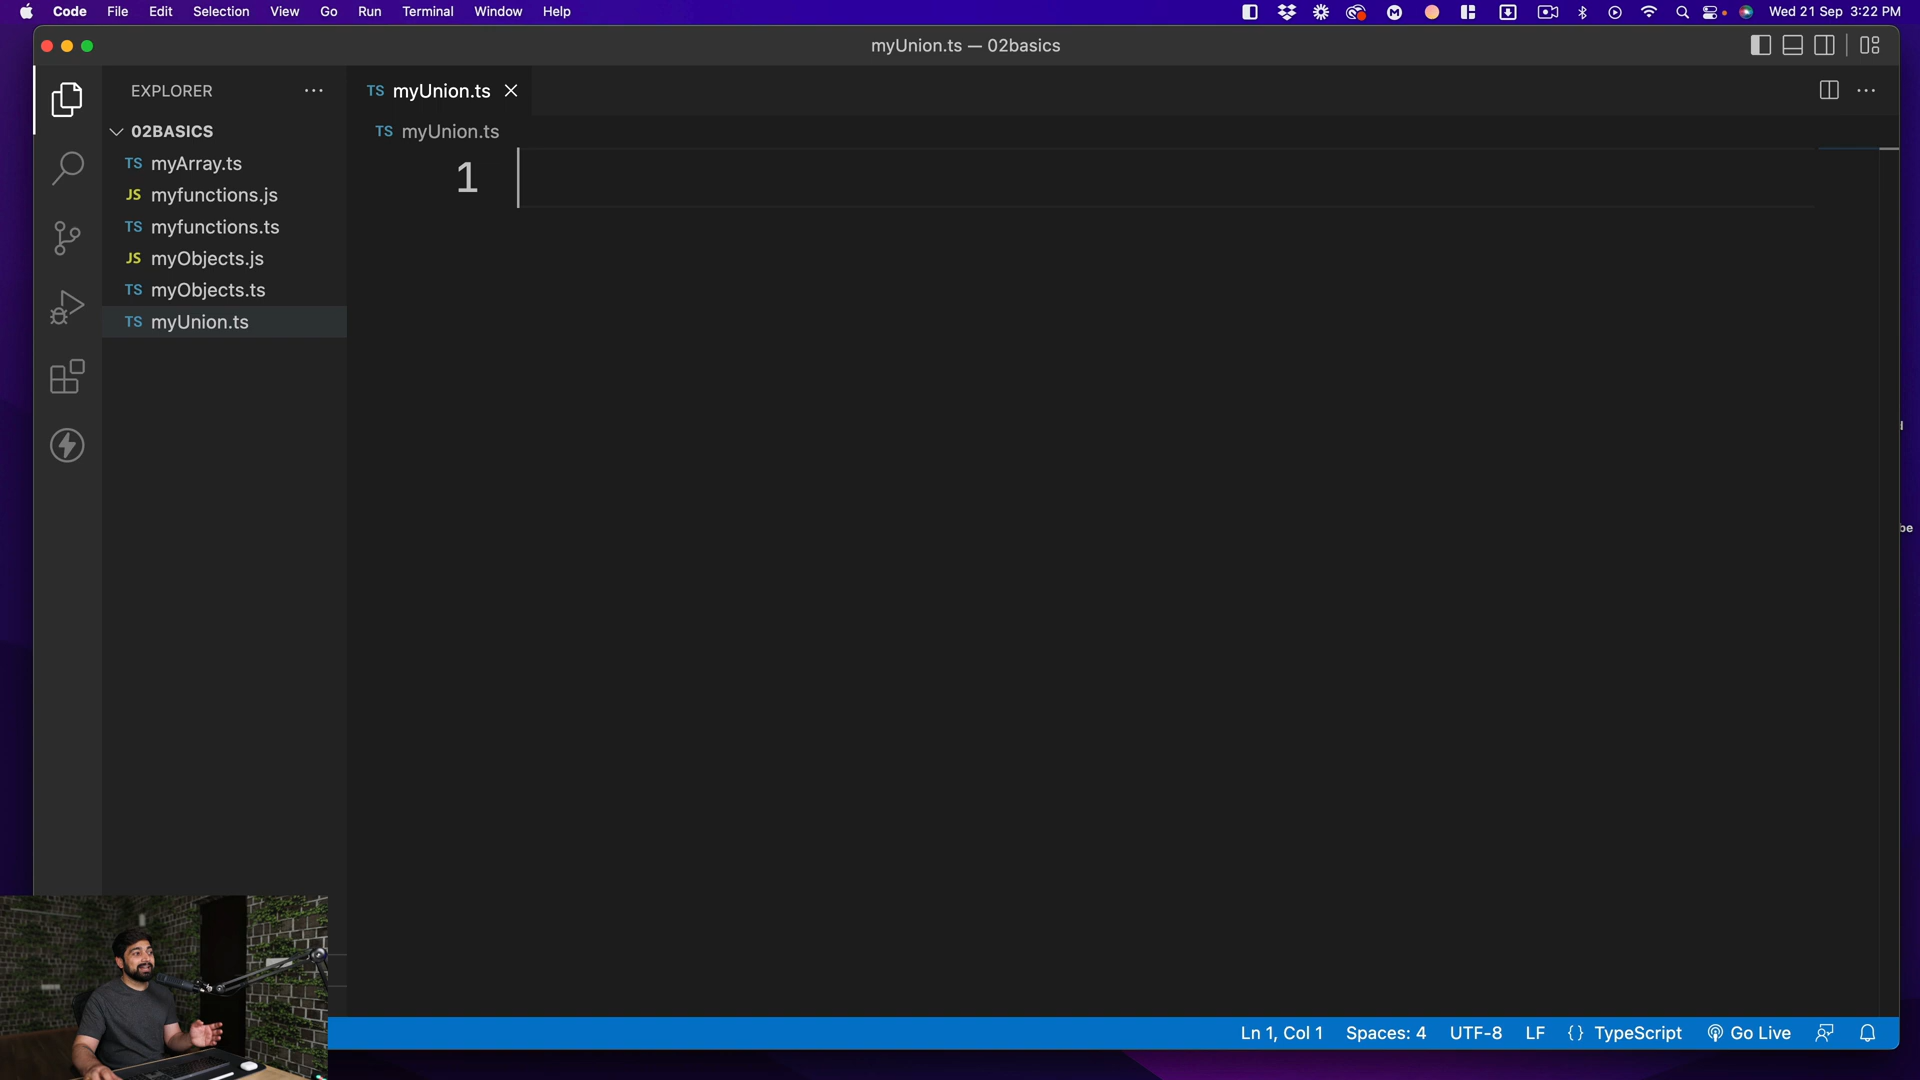 Code File Edit Selection View Go Run Terminal Window Help Wed 21 Sep 3:22 PM
myUnion.ts — 02basics
EXPLORER
TS myUnion.ts
02BASICS
TS myUnion.ts
TS myArray.ts
JS myfunctions.js
TS myfunctions.ts
JS myObjects.js
TS myObjects.ts
TS myUnion.ts
1
be
Ln 1, Col 1 Spaces: 4 UTF-8 LF {} TypeScript Go Live